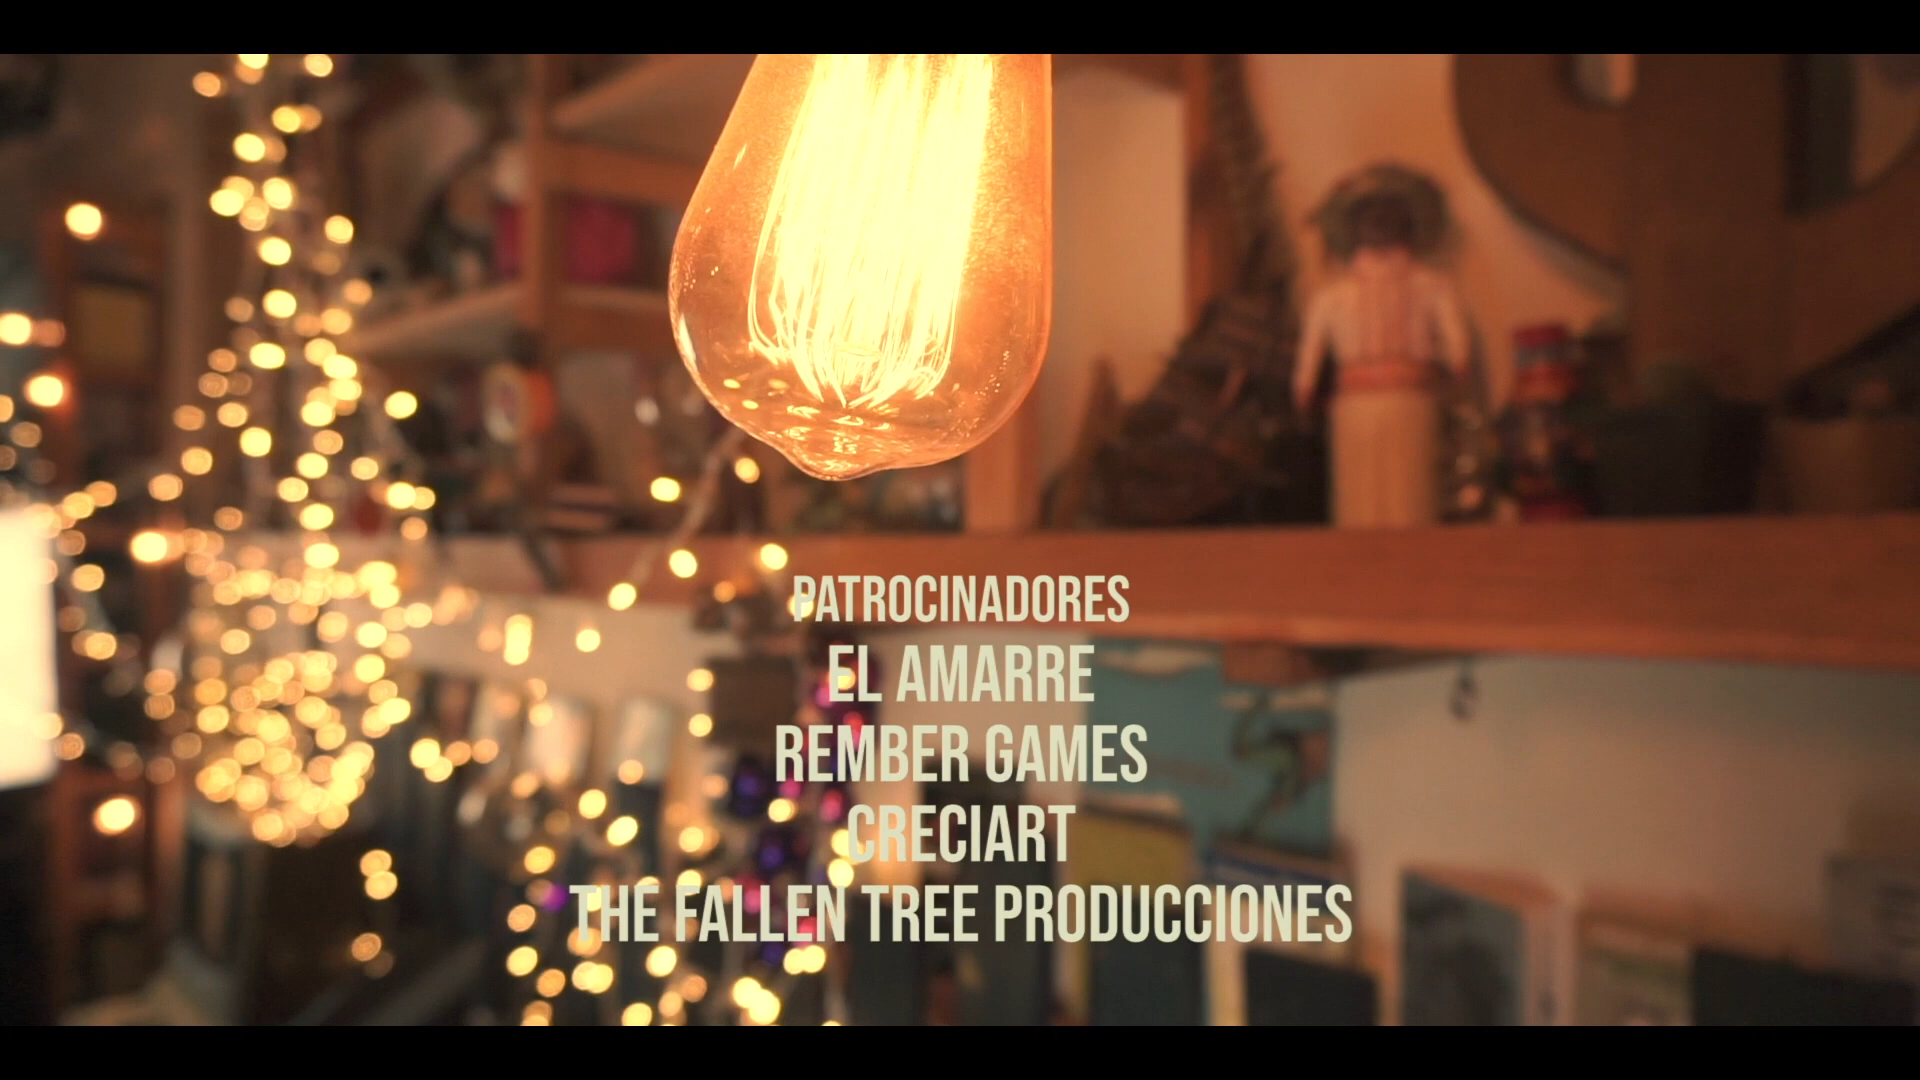 PATROCINADORES
EL AMARRE
REMBER GAMES
CRECIART
THE FALLEN TREE PRODUCCIONES